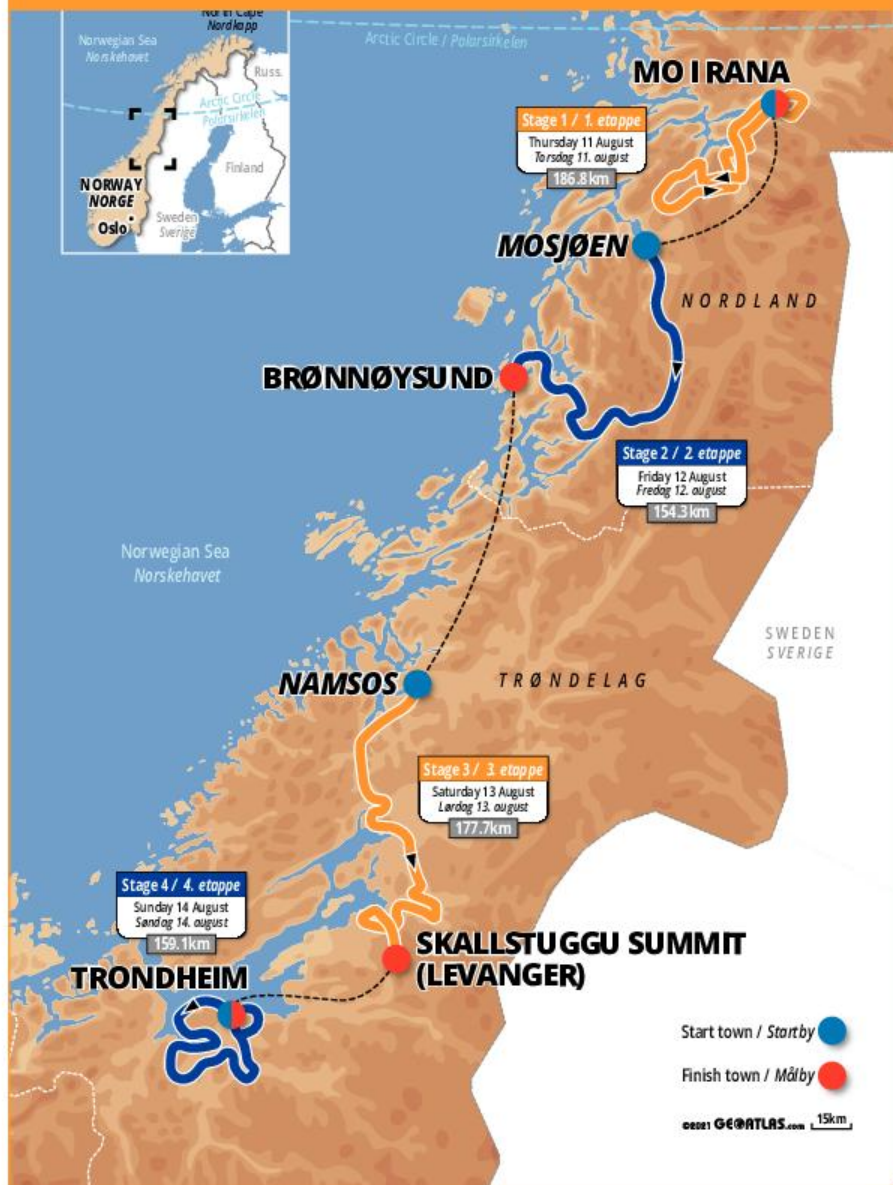 North Cape
Nordkapp
Norwegian Sea
Norskehavet
Russ.
Arctic Circle
Polarsirkelen
Finland
NORWAY
NORGE
Oslo
Sweden
Sverige
Arctic Circle / Polarsirkelen
MO I RANA
Stage 1 / 1. etappe
Thursday 11 August
Torsdag 11. august
186.8km
MOSJØEN
NORDLAND
BRØNNØYSUND
Stage 2 / 2. etappe
Friday 12 August
Fredag 12. august
154.3km
Norwegian Sea
Norskehavet
SWEDEN
SVERIGE
NAMSOS
TRØNDELAG
Stage 3 / 3. etappe
Saturday 13 August
Lørdag 13. august
177.7km
Stage 4 / 4. etappe
Sunday 14 August
Søndag 14. august
159.1km
SKALLSTUGGU SUMMIT
(LEVANGER)
TRONDHEIM
Start town / Startby
Finish town / Målby
©2021 GEOATLAS.com 15km